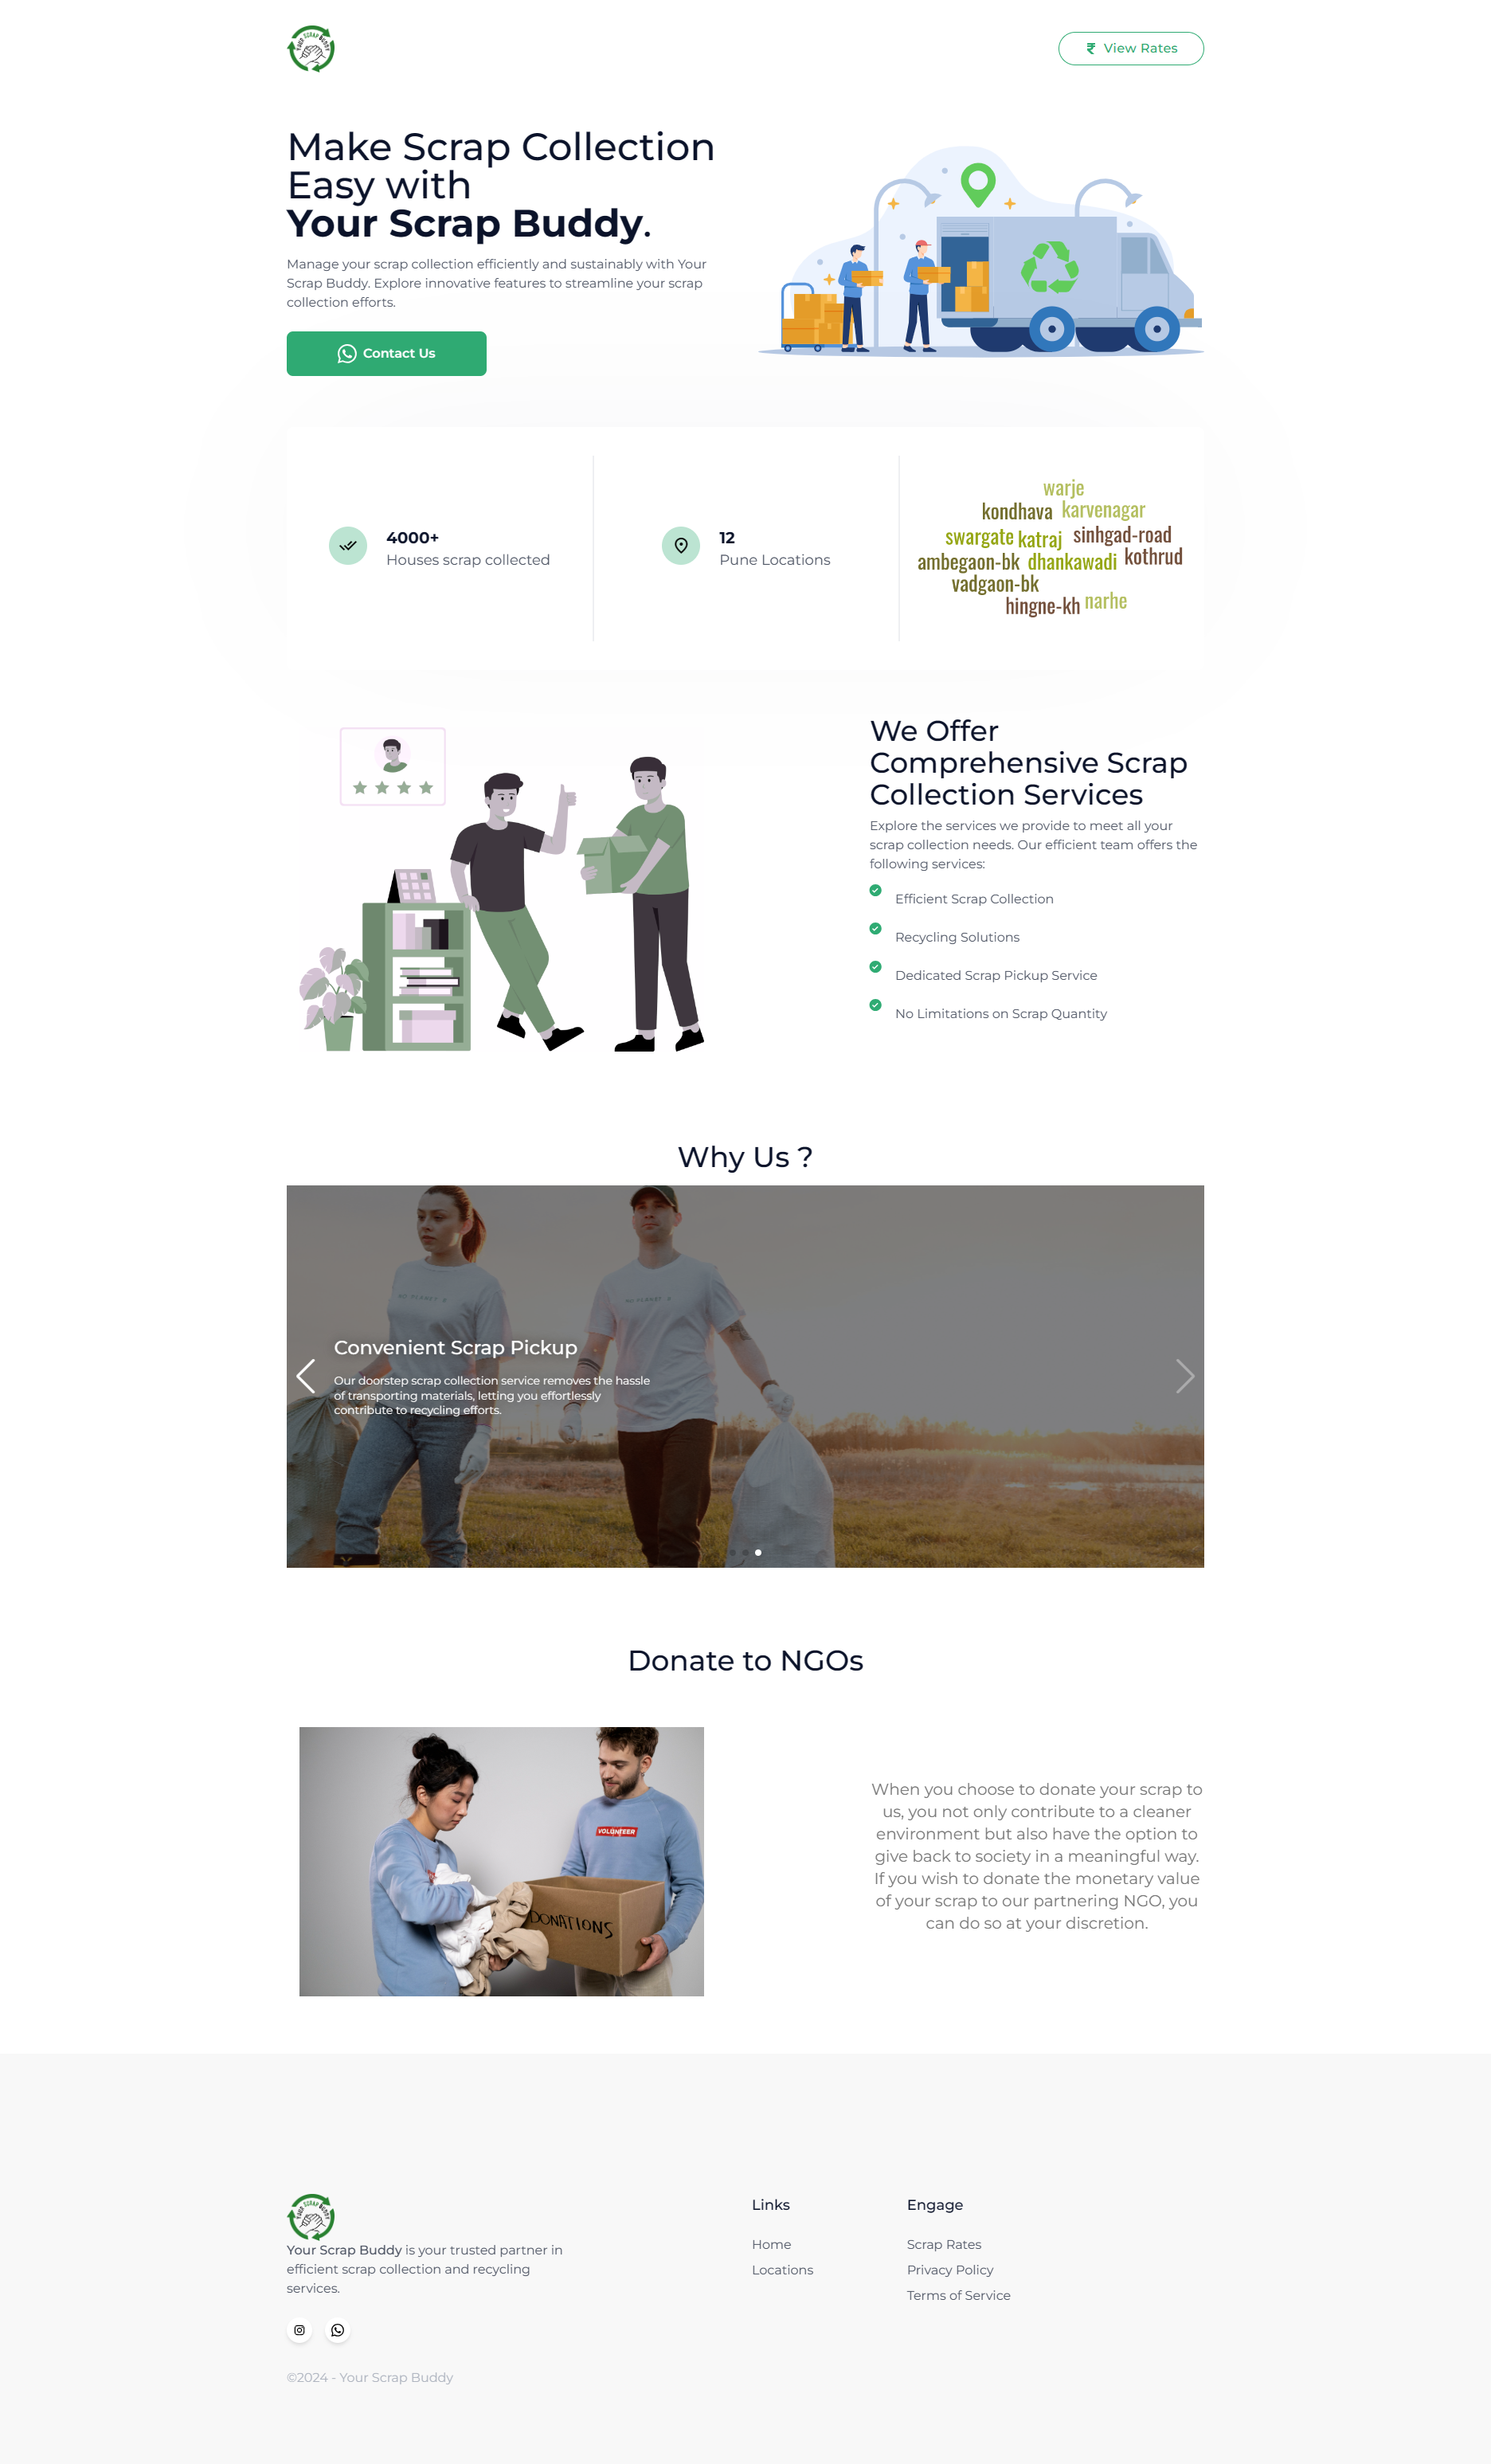 YOUR SCRAP BUDDY
₹ View Rates
Make Scrap Collection
Easy with
Your Scrap Buddy.
Manage your scrap collection efficiently and sustainably with Your
Scrap Buddy. Explore innovative features to streamline your scrap
collection efforts.
Contact Us
4000+
Houses scrap collected
12
Pune Locations
warje
kondhava karvenagar
swargate katraj sinhgad-road
ambegaon-bk dhankawadi kothrud
vadgaon-bk
hingne-kh narhe
We Offer
Comprehensive Scrap
Collection Services
Explore the services we provide to meet all your
scrap collection needs. Our efficient team offers the
following services:
Efficient Scrap Collection
Recycling Solutions
Dedicated Scrap Pickup Service
No Limitations on Scrap Quantity
Why Us ?
NO PLANET B
NO PLANET B
Convenient Scrap Pickup
Our doorstep scrap collection service removes the hassle
of transporting materials, letting you effortlessly
contribute to recycling efforts.
Donate to NGOs
VOLUNTEER
DONATIONS
When you choose to donate your scrap to
us, you not only contribute to a cleaner
environment but also have the option to
give back to society in a meaningful way.
If you wish to donate the monetary value
of your scrap to our partnering NGO, you
can do so at your discretion.
YOUR SCRAP BUDDY
Your Scrap Buddy is your trusted partner in
efficient scrap collection and recycling
services.
Links
Home
Locations
Engage
Scrap Rates
Privacy Policy
Terms of Service
©2024 - Your Scrap Buddy